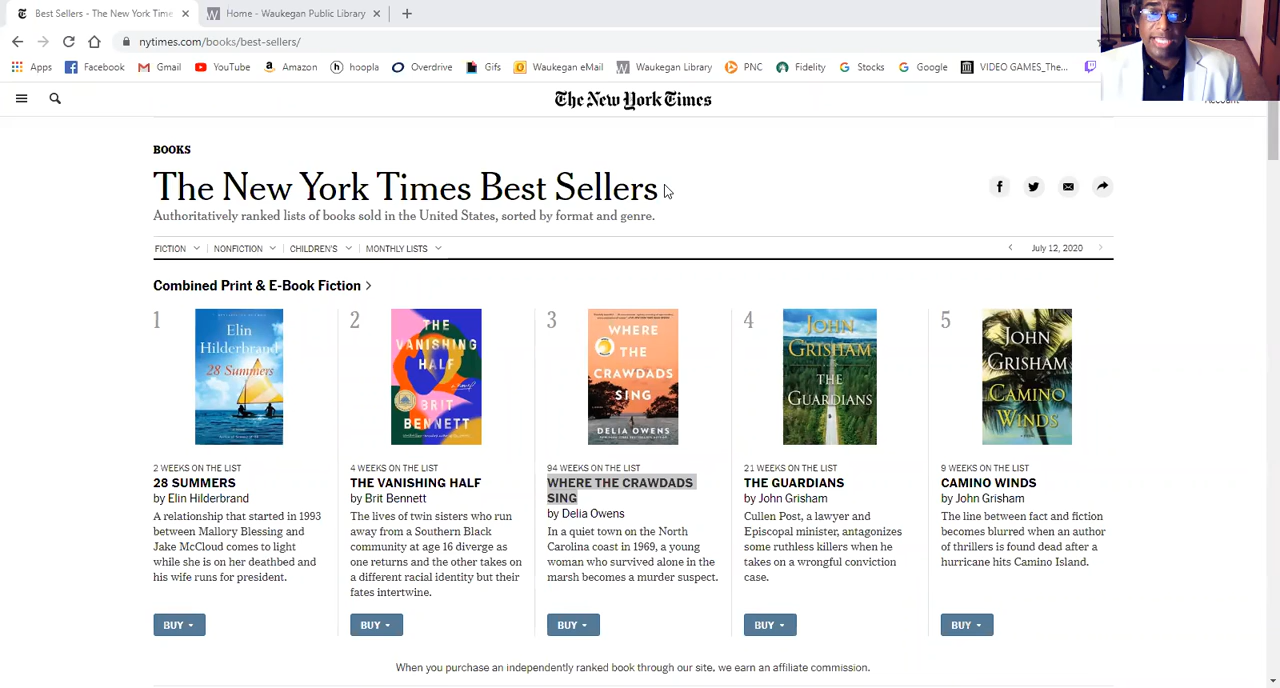 Best Sellers - The New York Time
Home - Waukegan Public Library
nytimes.com/books/best-sellers/
Apps Facebook Gmail YouTube Amazon hoopla Overdrive Gifs Waukegan eMail Waukegan Library PNC Fidelity Stocks Google VIDEO GAMES_The...
The New York Times
BOOKS
The New York Times Best Sellers
Authoritatively ranked lists of books sold in the United States, sorted by format and genre.
FICTION NONFICTION CHILDREN'S MONTHLY LISTS July 12, 2020
Combined Print & E-Book Fiction >
1
Elin
Hilderbrand
28 Summers
2 WEEKS ON THE LIST
28 SUMMERS
by Elin Hilderbrand
A relationship that started in 1993
between Mallory Blessing and
Jake McCloud comes to light
while she is on her deathbed and
his wife runs for president.
BUY
2
THE
VANISHING
HALF
BRIT
BENNETT
4 WEEKS ON THE LIST
THE VANISHING HALF
by Brit Bennett
The lives of twin sisters who run
away from a Southern Black
community at age 16 diverge as
one returns and the other takes on
a different racial identity but their
fates intertwine.
BUY
3
WHERE
THE
CRAWDADS
SING
DELIA OWENS
94 WEEKS ON THE LIST
WHERE THE CRAWDADS
SING
by Delia Owens
In a quiet town on the North
Carolina coast in 1969, a young
woman who survived alone in the
marsh becomes a murder suspect.
BUY
4
JOHN
GRISHAM
THE
GUARDIANS
21 WEEKS ON THE LIST
THE GUARDIANS
by John Grisham
Cullen Post, a lawyer and
Episcopal minister, antagonizes
some ruthless killers when he
takes on a wrongful conviction
case.
BUY
5
JOHN
GRISHAM
CAMINO
WINDS
9 WEEKS ON THE LIST
CAMINO WINDS
by John Grisham
The line between fact and fiction
becomes blurred when an author
of thrillers is found dead after a
hurricane hits Camino Island.
BUY
When you purchase an independently ranked book through our site, we earn an affiliate commission.